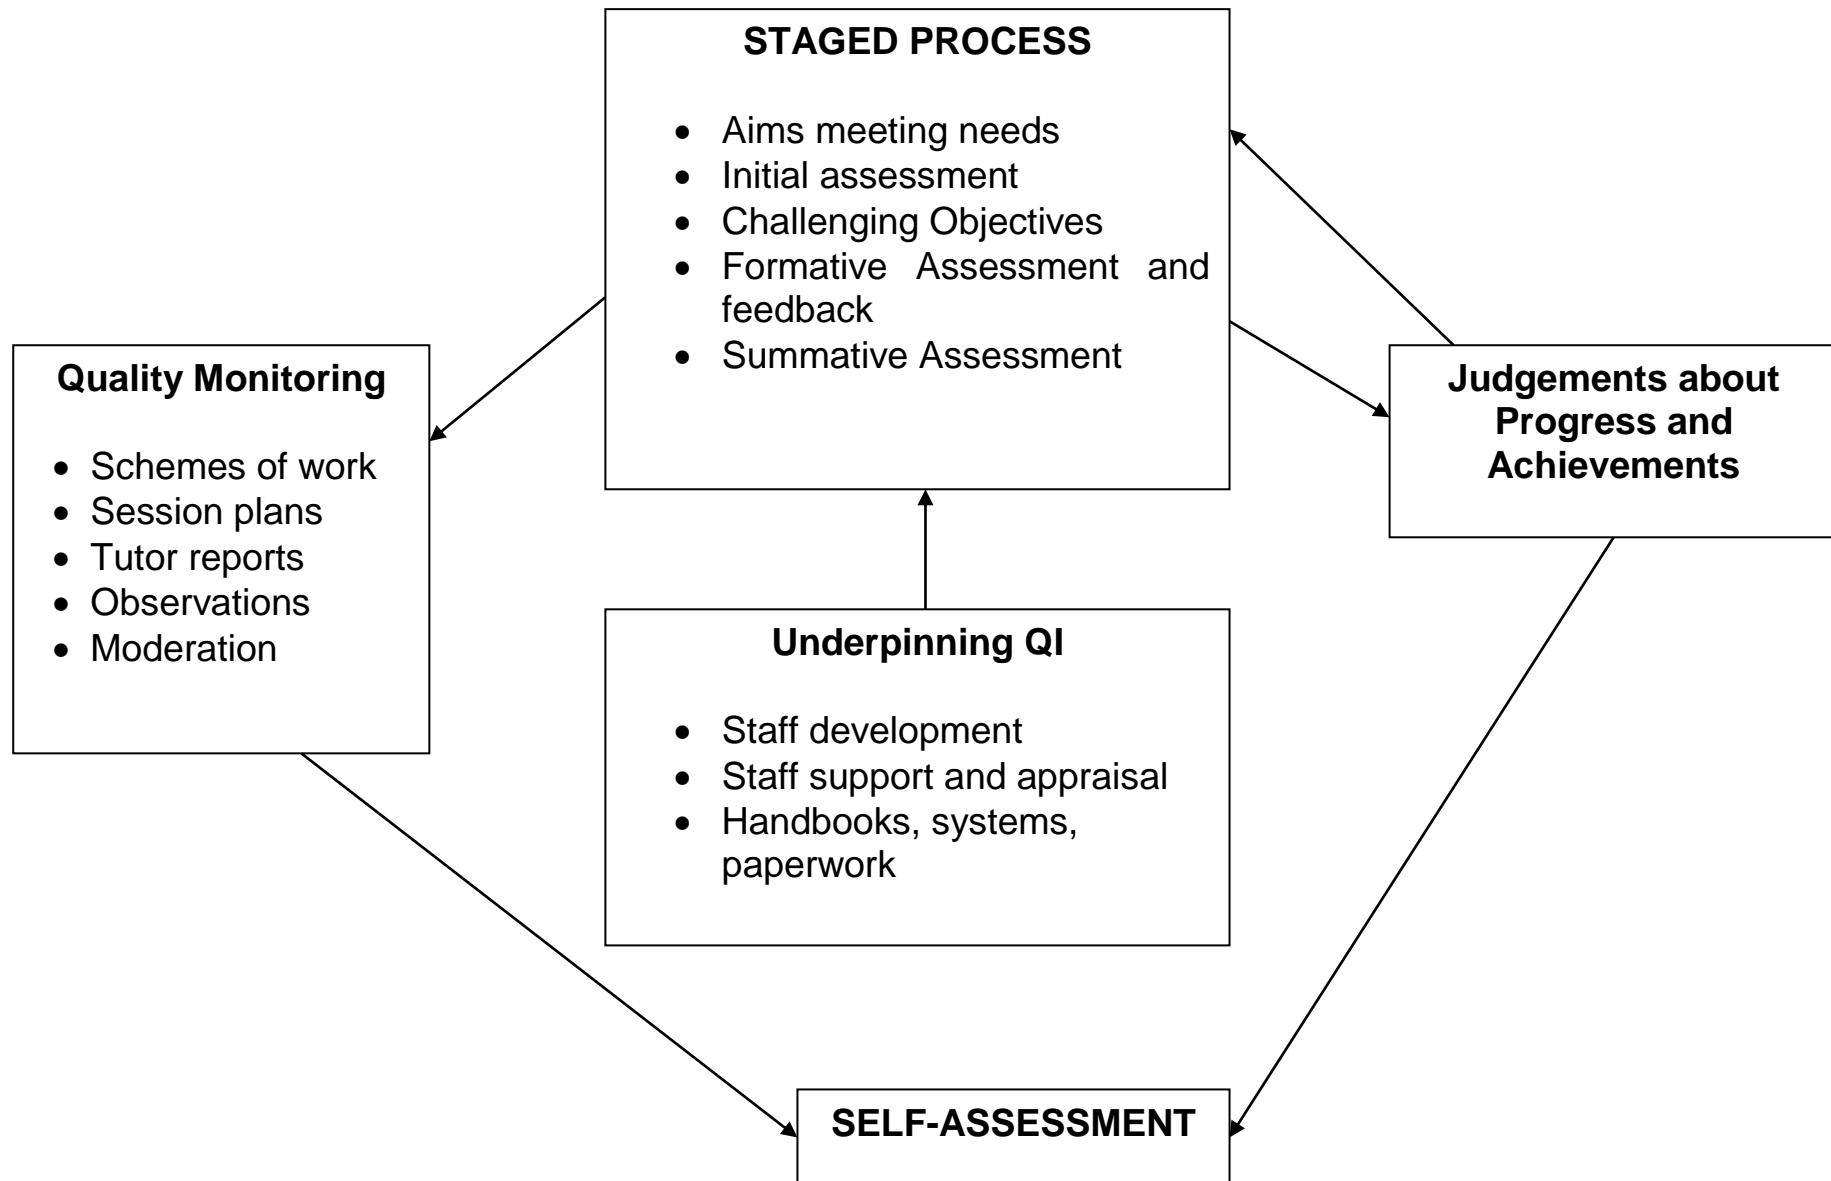 STAGED PROCESS
• Aims meeting needs
• Initial assessment
• Challenging Objectives
• Formative Assessment and
feedback
• Summative Assessment
Quality Monitoring
• Schemes of work
• Session plans
• Tutor reports
• Observations
• Moderation
Judgements about
Progress and
Achievements
Underpinning QI
• Staff development
• Staff support and appraisal
• Handbooks, systems,
paperwork
SELF-ASSESSMENT